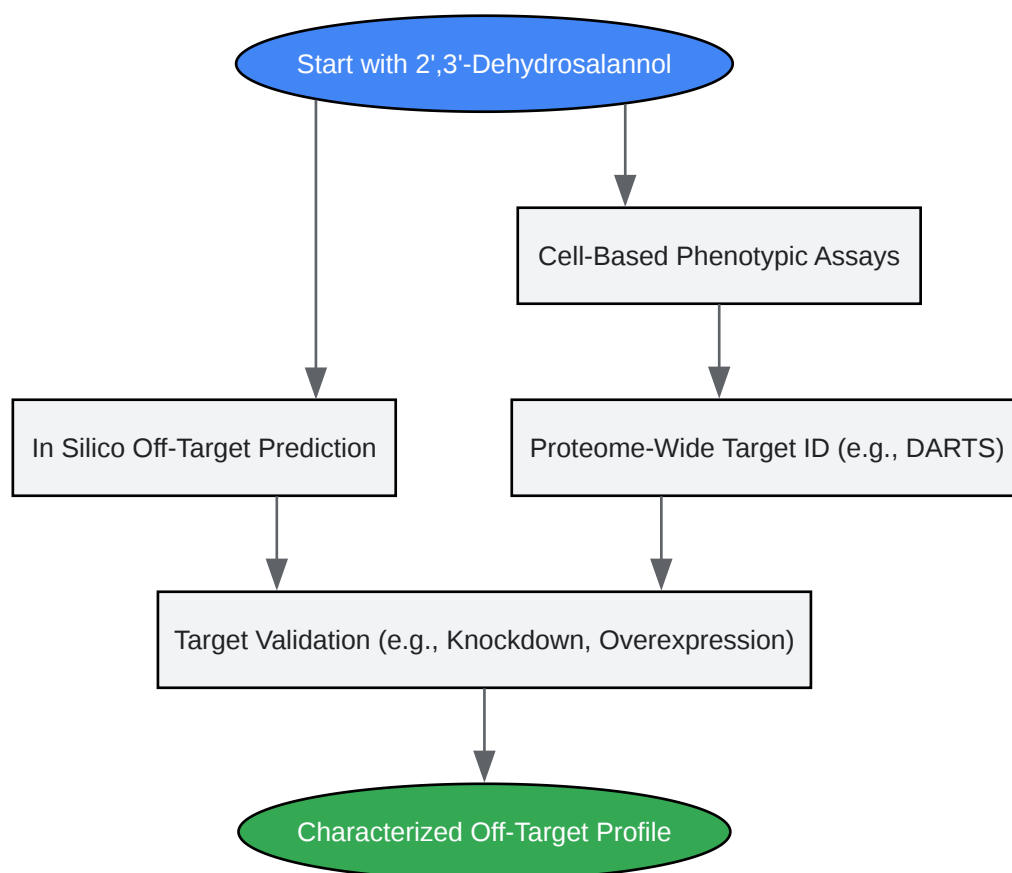 Start with 2',3'-Dehydrosalannol
Cell-Based Phenotypic Assays
In Silico Off-Target Prediction
Proteome-Wide Target ID (e.g., DARTS)
Target Validation (e.g., Knockdown, Overexpression)
Characterized Off-Target Profile